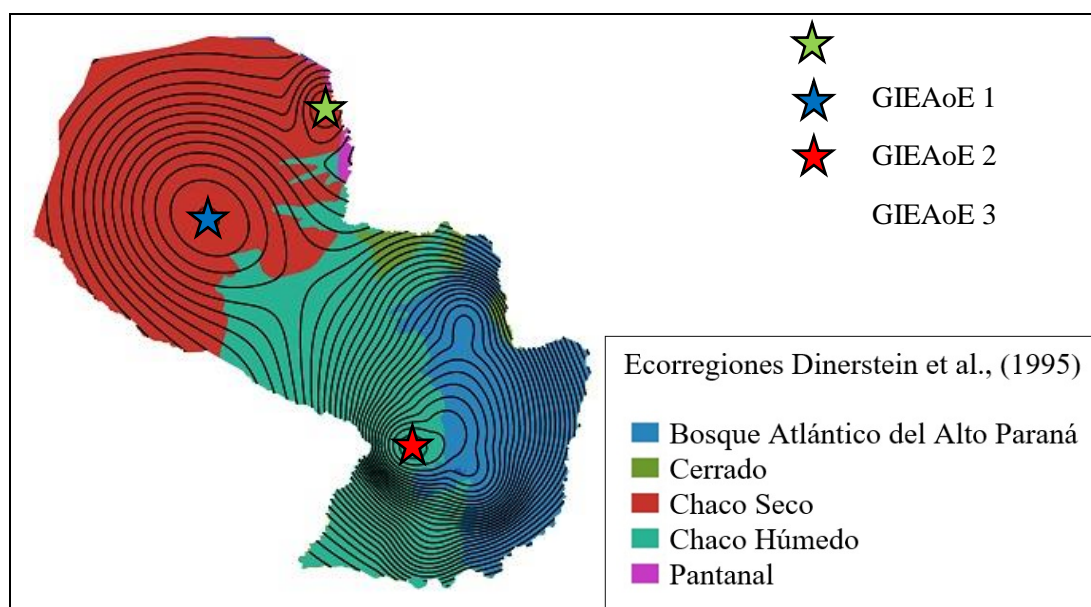 GIEAoE 1
GIEAoE 2
GIEAoE 3
Ecorregiones Dinerstein et al., (1995)
Bosque Atlántico del Alto Paraná
Cerrado
Chaco Seco
Chaco Húmedo
Pantanal